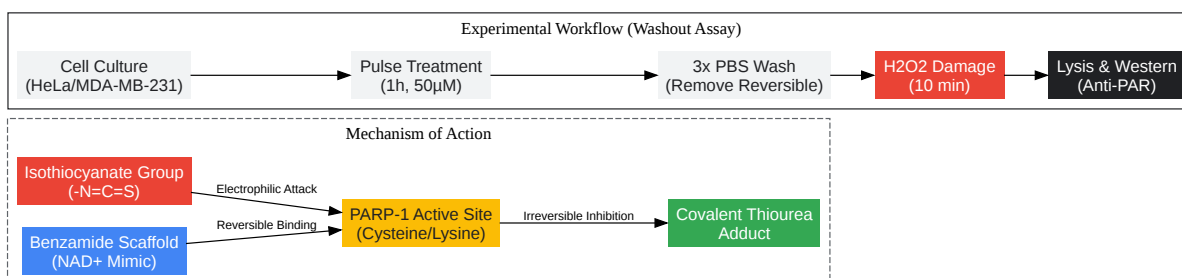 Experimental Workflow (Washout Assay)
Cell Culture
(HeLa/MDA-MB-231)
Pulse Treatment
(1h, 50µM)
3x PBS Wash
(Remove Reversible)
H2O2 Damage
(10 min)
Lysis & Western
(Anti-PAR)
Mechanism of Action
Isothiocyanate Group
(-N=C=S)
Electrophilic Attack
Benzamide Scaffold
(NAD+ Mimic)
Reversible Binding
PARP-1 Active Site
(Cysteine/Lysine)
Irreversible Inhibition
Covalent Thiourea
Adduct